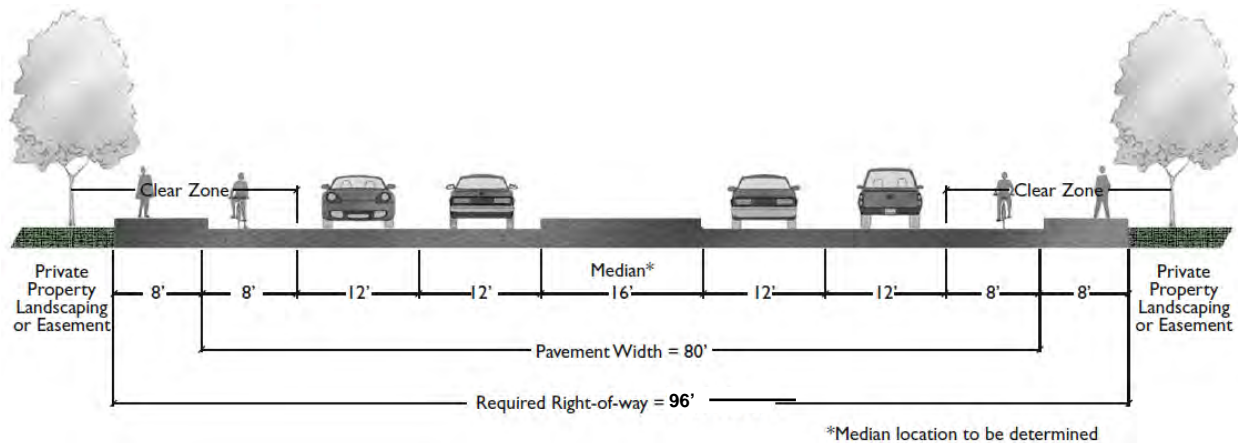 Clear Zone
Clear Zone
Private
Property
Landscaping
or Easement
Median*
Private
Property
Landscaping
or Easement
8' 8' 12' 12' 16' 12' 12' 8' 8'
Pavement Width = 80'
Required Right-of-way = 96'
*Median location to be determined